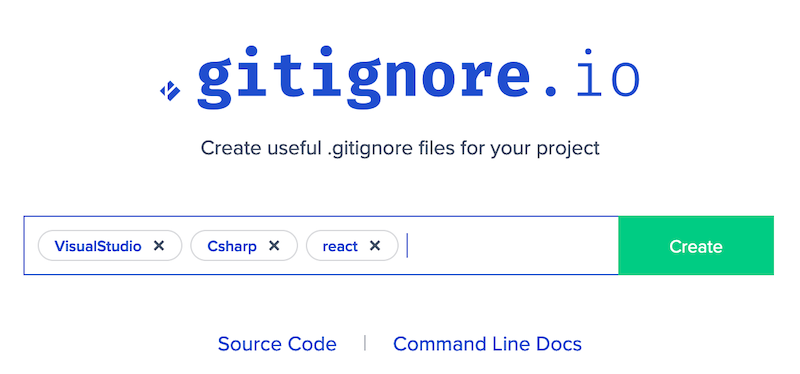 gitignore.io
Create useful .gitignore files for your project
VisualStudio ✕ Csharp ✕ react ✕ Create
Source Code | Command Line Docs